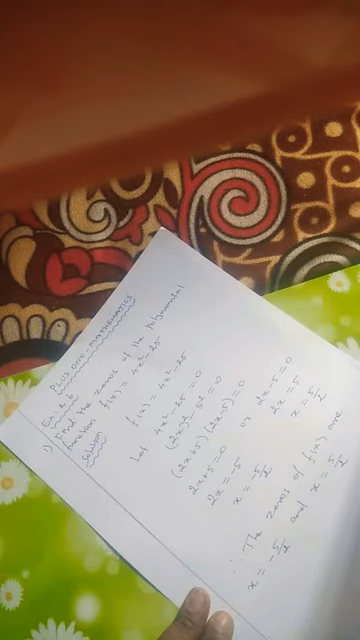 PLUS ONE - MATHEMATICS
Ex: 2.6
1) Find the zeros of the polynomial
function f(x) = 4x² - 25
Solution
Let f(x) = 4x² - 25
4x² - 25 = 0
(2x)² - 5² = 0
(2x+5) (2x-5) = 0
2x+5 = 0 or 2x-5 = 0
2x = -5 2x = 5
x = -5/2 x = 5/2
∴ The zeros of f(x) are
x = -5/2 and x = 5/2